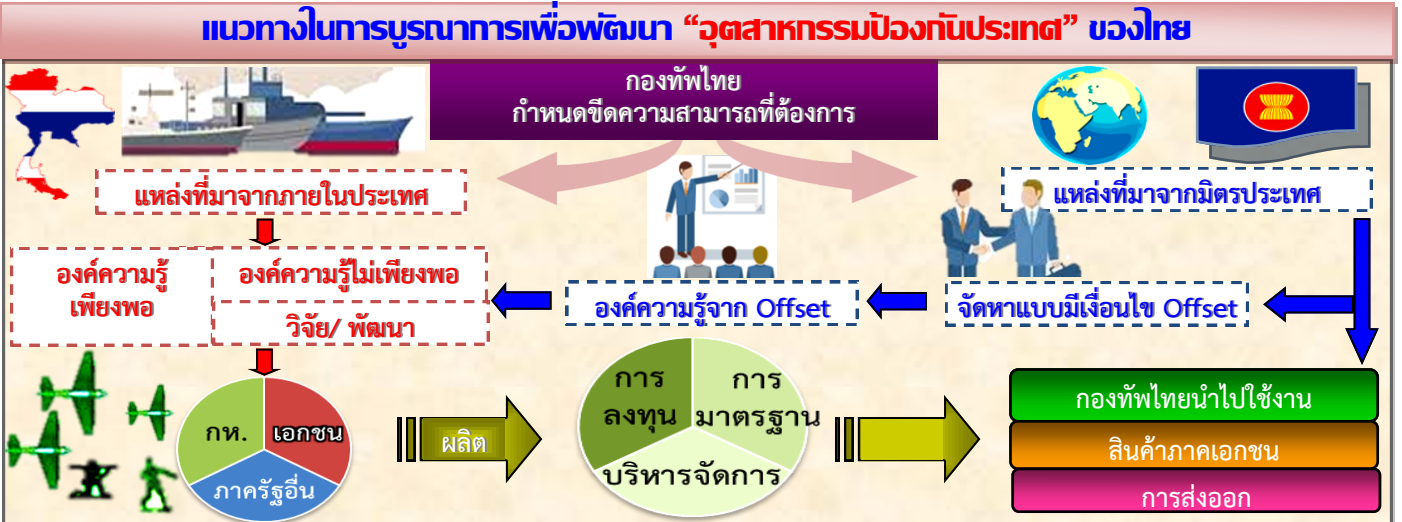 แนวทางในการบูรณาการเพื่อพัฒนา “อุตสาหกรรมป้องกันประเทศ” ของไทย
กองทัพไทย
กำหนดขีดความสามารถที่ต้องการ
แหล่งที่มาจากภายในประเทศ
แหล่งที่มาจากมิตรประเทศ
องค์ความรู้
เพียงพอ
องค์ความรู้ไม่เพียงพอ
วิจัย/ พัฒนา
องค์ความรู้จาก Offset
จัดหาแบบมีเงื่อนไข Offset
กห.
เอกชน
ภาครัฐอื่น
ผลิต
การ
ลงทุน
การ
มาตรฐาน
บริหารจัดการ
กองทัพไทยนำไปใช้งาน
สินค้าภาคเอกชน
การส่งออก